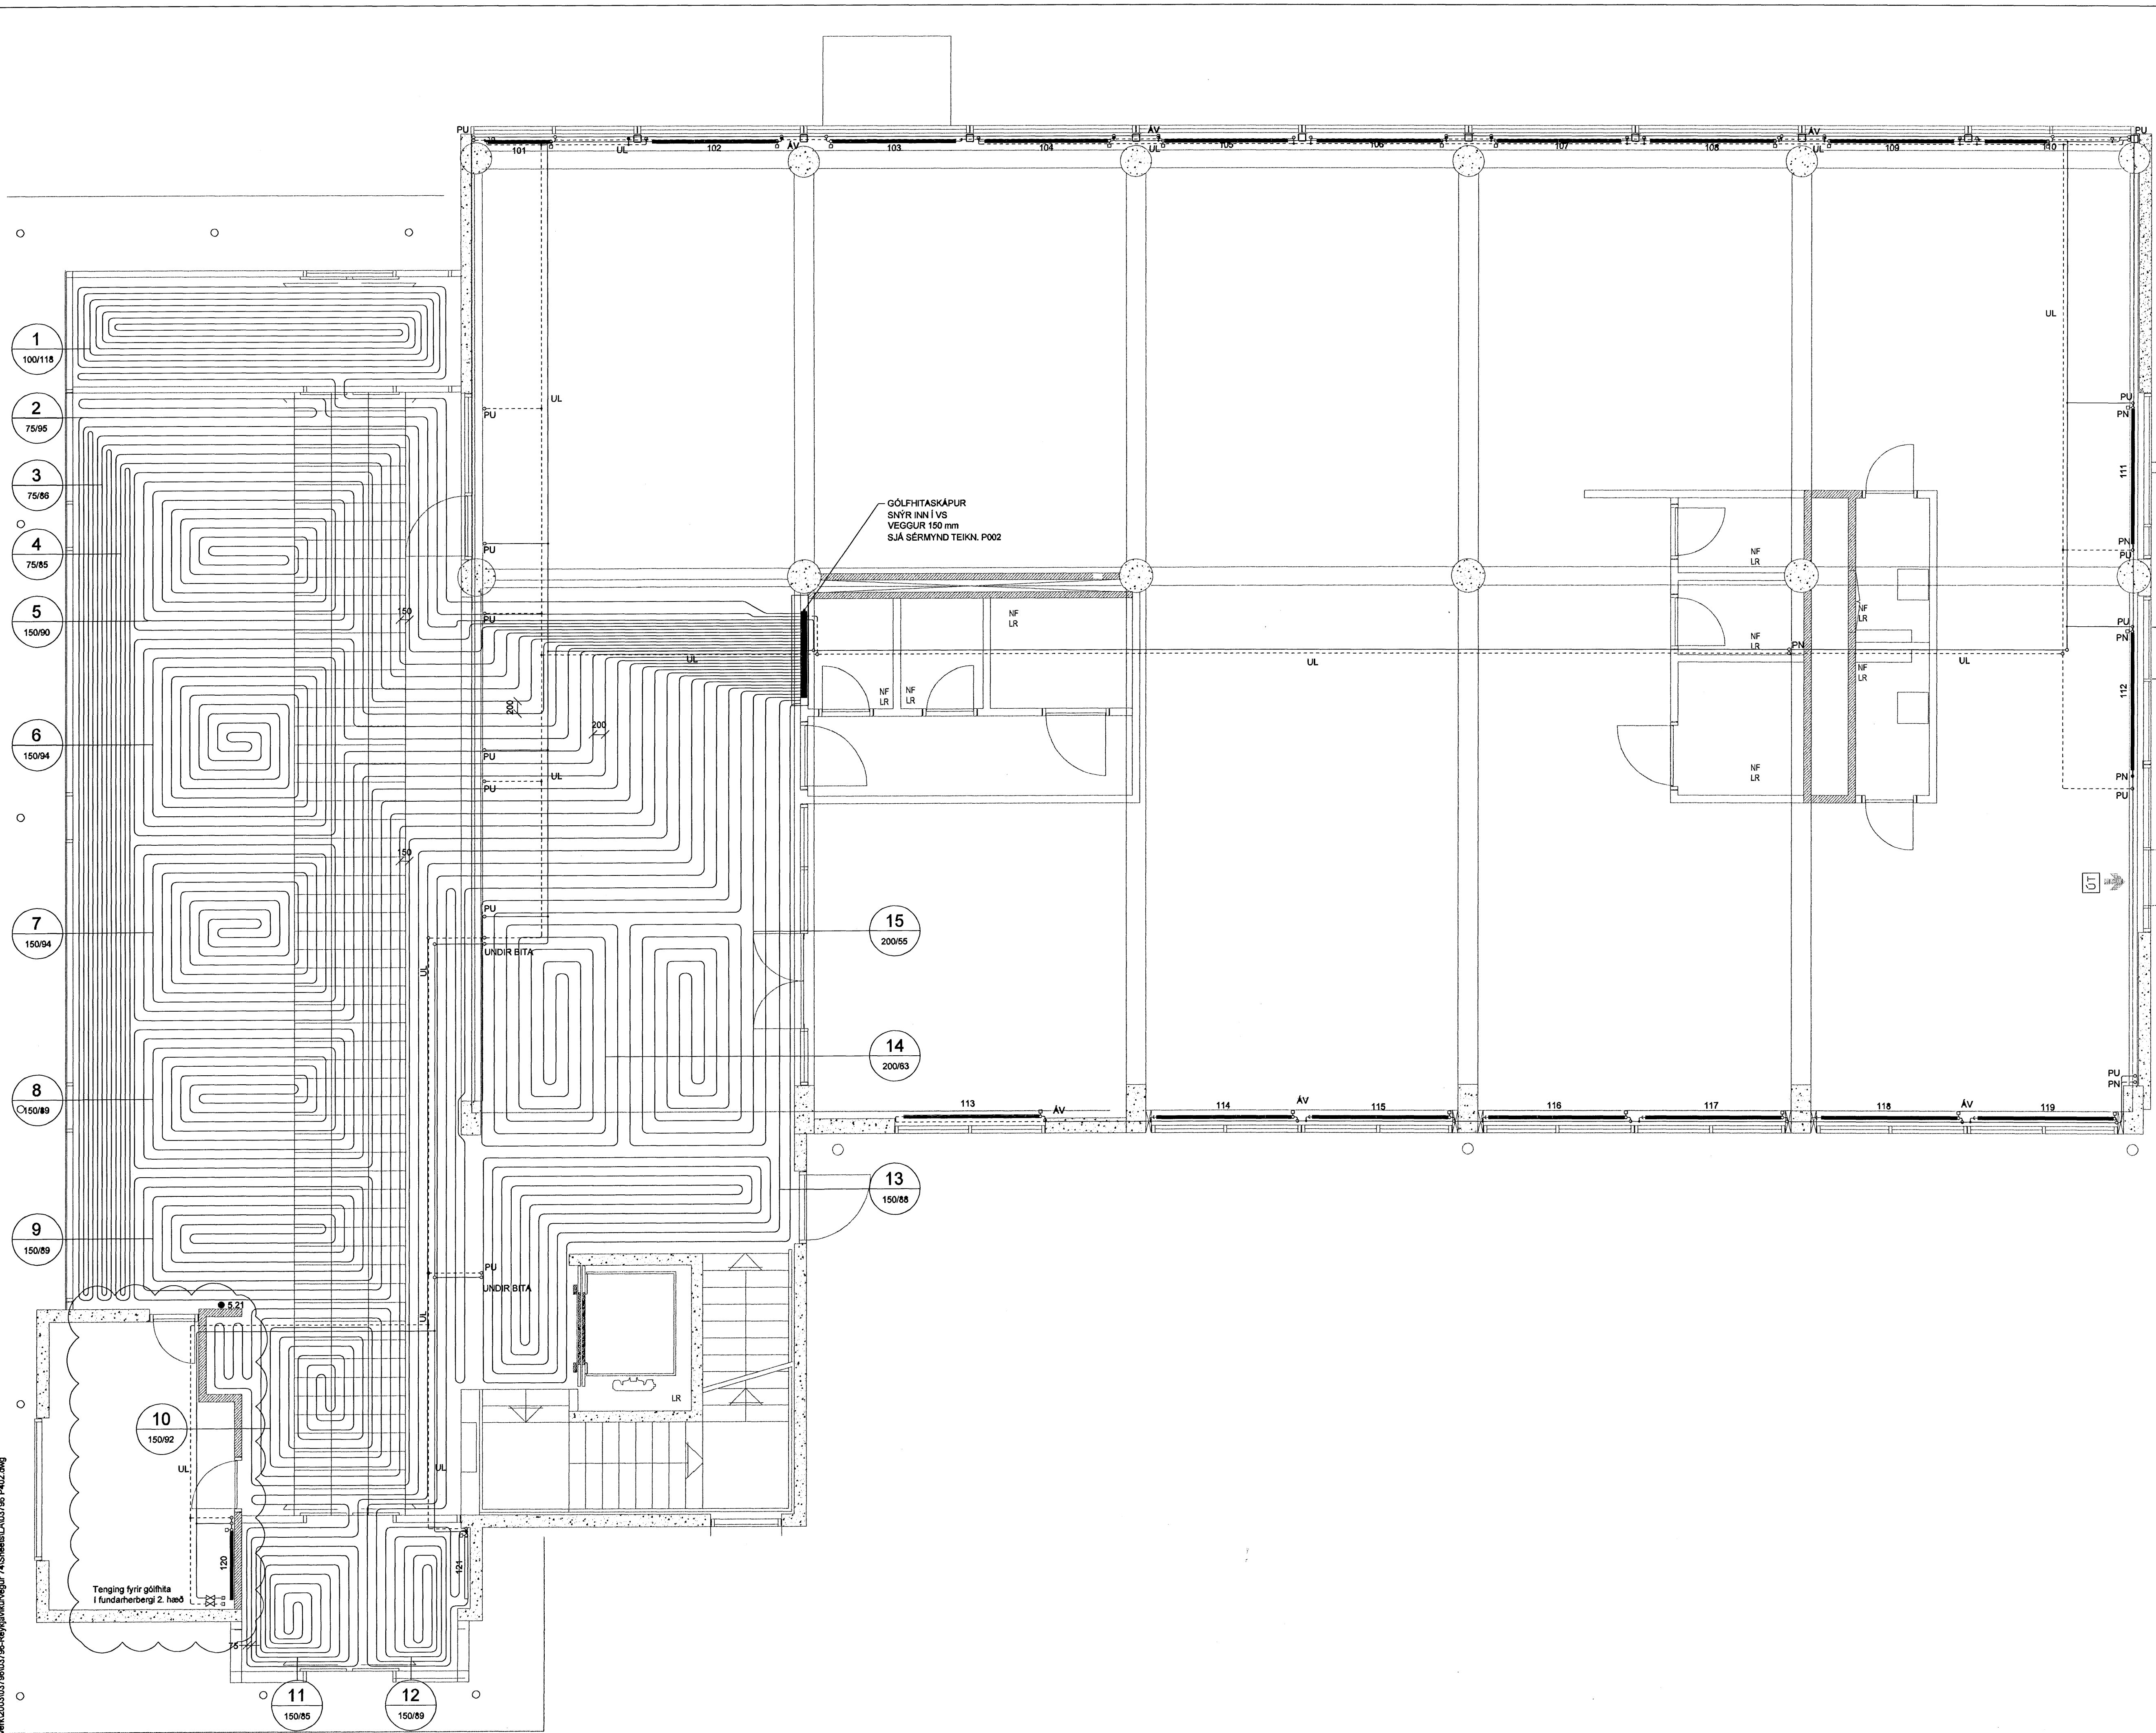 PU
101
UL
102
ÁV
103
104
ÁV
UL
105
106
107
108
ÁV
UL
109
110
PU
1
100/118
2
75/95
3
75/86
4
75/85
5
150/90
6
150/94
7
150/94
8
150/89
9
150/89
10
150/92
11
150/85
12
150/89
13
150/88
14
200/63
15
200/55
UL
PU
PU
PU
UL
PU
UL
PU
PU
UNDIR BITA
UL
PU
UNDIR BITA
UL
UL
UL
150
150
200
200
75
GÓLFHITASKÁPUR
SNÝR INN Í VS
VEGGUR 150 mm
SJÁ SÉRMYND TEIKN. P002
NF
LR
NF
LR
NF
LR
UL
PN
NF
LR
NF
LR
NF
LR
NF
LR
NF
LR
UL
UL
PU
PN
111
PN
PU
PU
PN
112
PN
PU
ÚT
PU
PN
113
ÁV
114
ÁV
115
116
117
118
ÁV
119
LR
5.21
120
121
Tenging fyrir gólfhita
í fundarherbergi 2. hæð